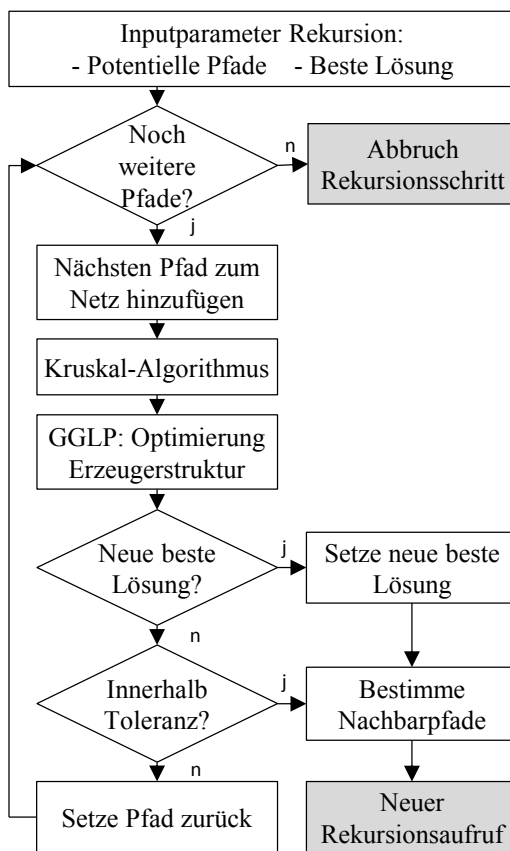 Inputparameter Rekursion:
- Potentielle Pfade - Beste Lösung
Noch
weitere
Pfade?
n
Abbruch
Rekursionsschritt
j
Nächsten Pfad zum
Netz hinzufügen
Kruskal-Algorithmus
GGLP: Optimierung
Erzeugerstruktur
Neue beste
Lösung?
j
Setze neue beste
Lösung
n
Innerhalb
Toleranz?
j
Bestimme
Nachbarpfade
n
Setze Pfad zurück
Neuer
Rekursionsaufruf